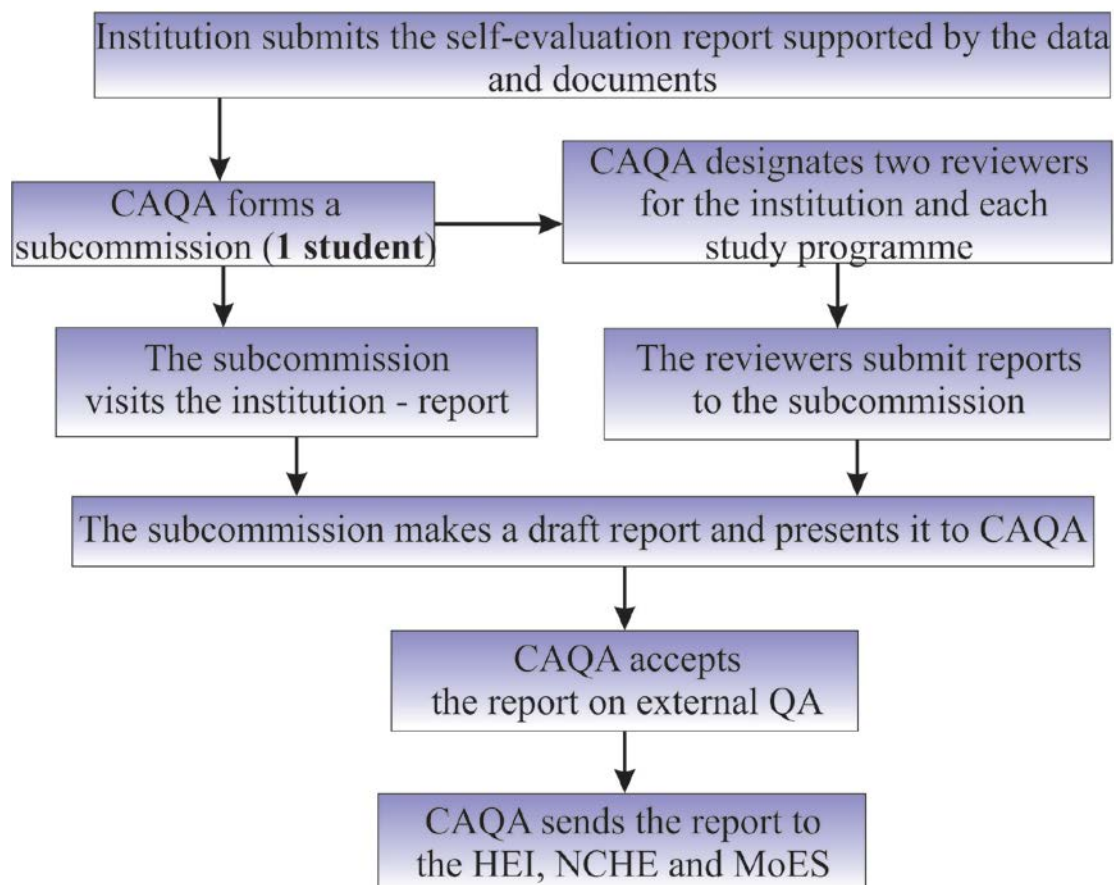 Institution submits the self-evaluation report supported by the data
and documents
CAQA forms a
subcommission (1 student)
CAQA designates two reviewers
for the institution and each
study programme
The subcommission
visits the institution - report
The reviewers submit reports
to the subcommission
The subcommission makes a draft report and presents it to CAQA
CAQA accepts
the report on external QA
CAQA sends the report to
the HEI, NCHE and MoES